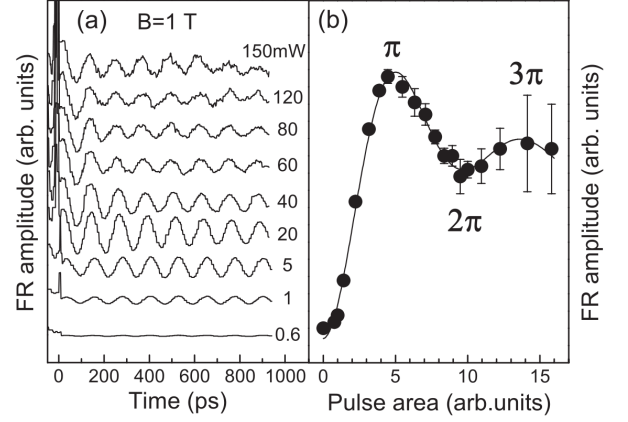 (a)
B=1 T
150mW
120
80
60
40
20
5
1
0.6
FR amplitude (arb. units)
0 200 400 600 800 1000
Time (ps)
(b)
π
2π
3π
0 5 10 15
Pulse area (arb.units)
FR amplitude (arb. units)